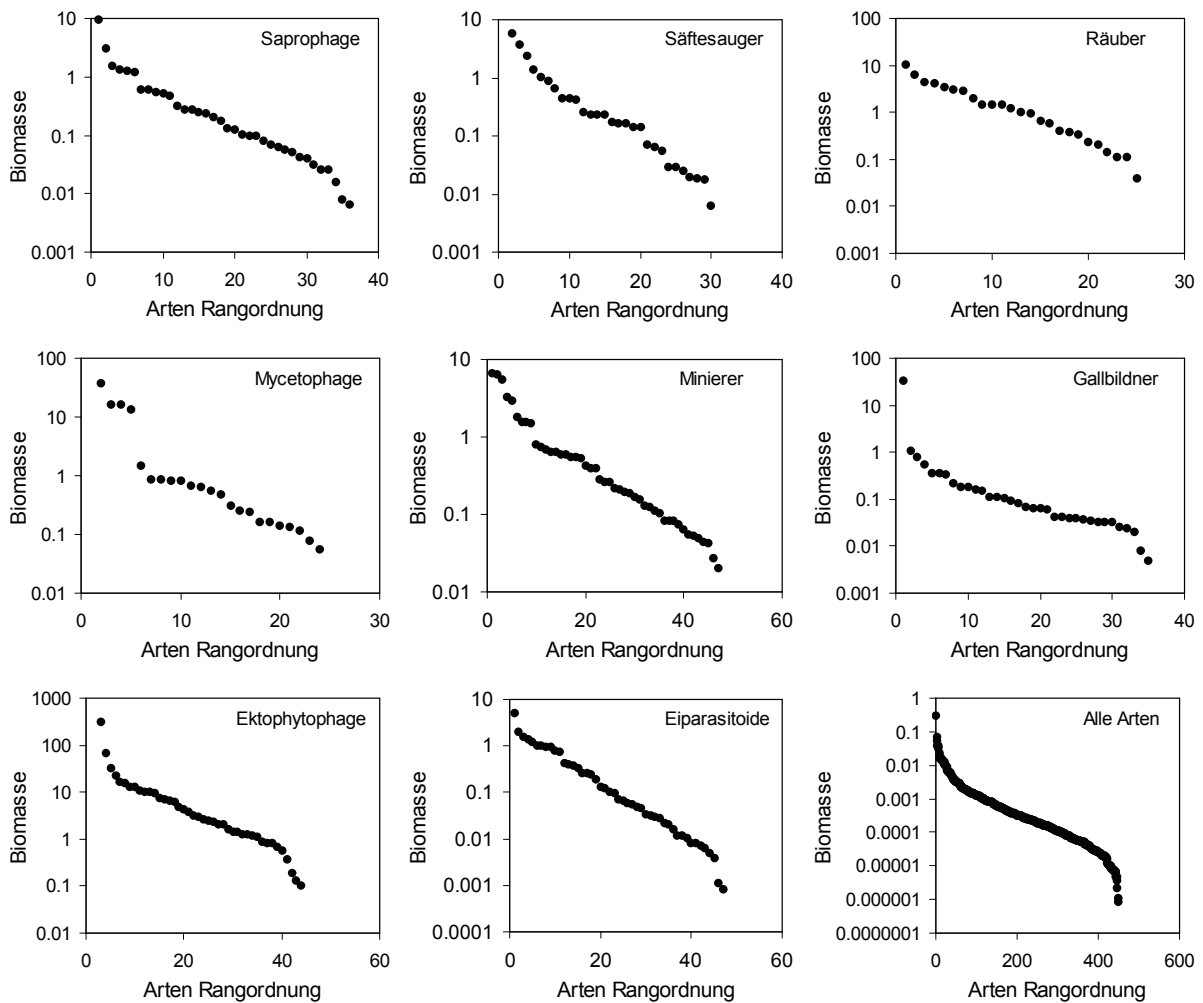 Saprophage
Biomasse
10
1
0.1
0.01
0.001
0 10 20 30 40
Arten Rangordnung
Säftesauger
Biomasse
10
1
0.1
0.01
0.001
0 10 20 30 40
Arten Rangordnung
Räuber
Biomasse
100
10
1
0.1
0.01
0.001
0 10 20 30
Arten Rangordnung
Mycetophage
Biomasse
100
10
1
0.1
0.01
0 10 20 30
Arten Rangordnung
Minierer
Biomasse
10
1
0.1
0.01
0 20 40 60
Arten Rangordnung
Gallbildner
Biomasse
100
10
1
0.1
0.01
0.001
0 10 20 30 40
Arten Rangordnung
Ektophytophage
Biomasse
1000
100
10
1
0.1
0.01
0 20 40 60
Arten Rangordnung
Eiparasitoide
Biomasse
10
1
0.1
0.01
0.001
0.0001
0 20 40 60
Arten Rangordnung
Alle Arten
Biomasse
1
0.1
0.01
0.001
0.0001
0.00001
0.000001
0.0000001
0 200 400 600
Arten Rangordnung